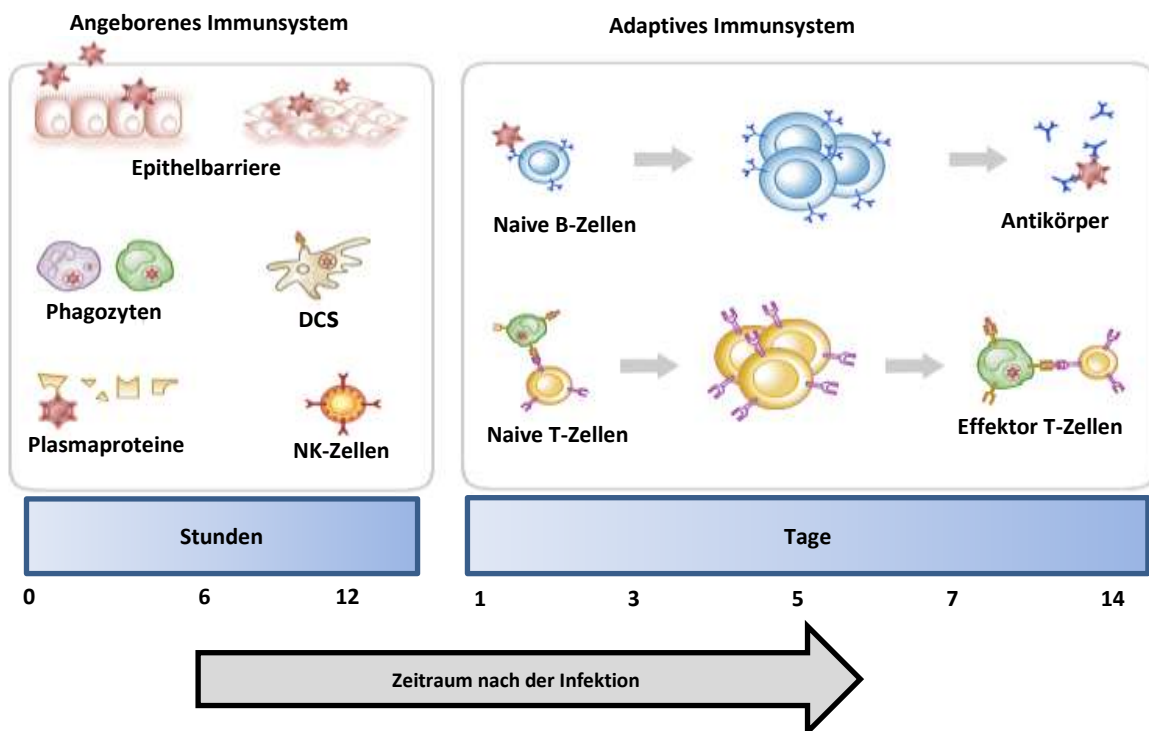 Angeborenes Immunsystem
Adaptives Immunsystem
Epithelbarriere
Phagozyten
DCS
Plasmaproteine
NK-Zellen
Naive B-Zellen
Antikörper
Naive T-Zellen
Effektor T-Zellen
Stunden
Tage
0 6 12
1 3 5 7 14
Zeitraum nach der Infektion